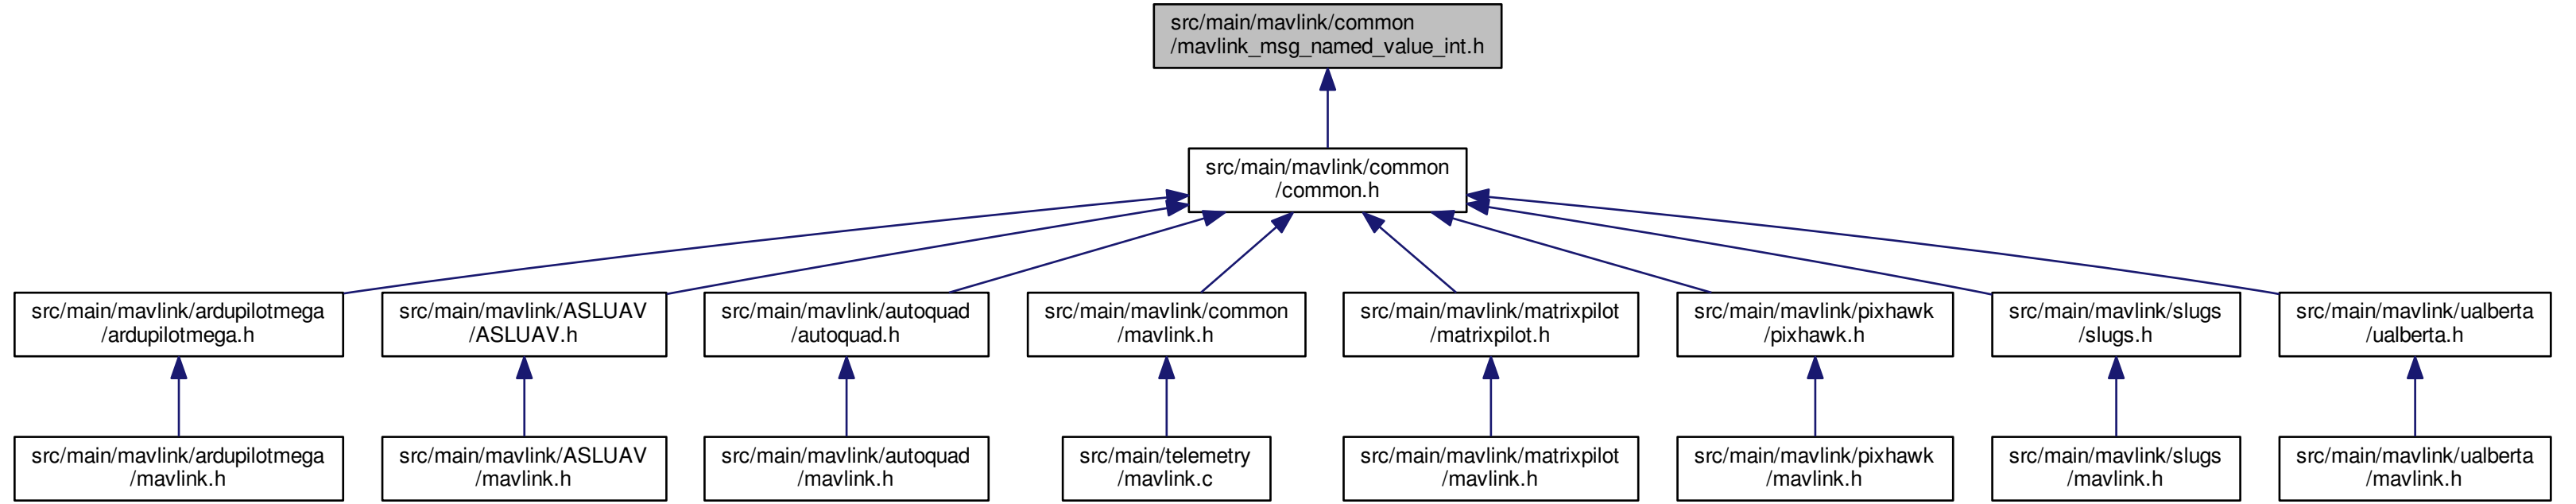 src/main/mavlink/common
/mavlink_msg_named_value_int.h
src/main/mavlink/common
/common.h
src/main/mavlink/ardupilotmega
/ardupilotmega.h
src/main/mavlink/ASLUAV
/ASLUAV.h
src/main/mavlink/autoquad
/autoquad.h
src/main/mavlink/common
/mavlink.h
src/main/mavlink/matrixpilot
/matrixpilot.h
src/main/mavlink/pixhawk
/pixhawk.h
src/main/mavlink/slugs
/slugs.h
src/main/mavlink/ualberta
/ualberta.h
src/main/mavlink/ardupilotmega
/mavlink.h
src/main/mavlink/ASLUAV
/mavlink.h
src/main/mavlink/autoquad
/mavlink.h
src/main/telemetry
/mavlink.c
src/main/mavlink/matrixpilot
/mavlink.h
src/main/mavlink/pixhawk
/mavlink.h
src/main/mavlink/slugs
/mavlink.h
src/main/mavlink/ualberta
/mavlink.h